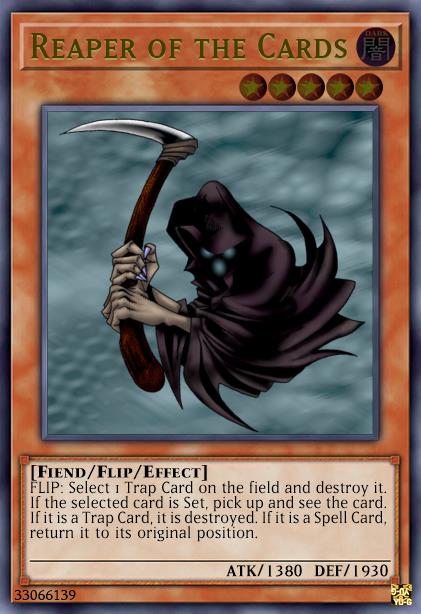 Reaper of the Cards
DARK
闇
[Fiend/Flip/Effect]
FLIP: Select 1 Trap Card on the field and destroy it.
If the selected card is Set, pick up and see the card.
If it is a Trap Card, it is destroyed. If it is a Spell Card,
return it to its original position.
ATK/1380 DEF/1930
33066139